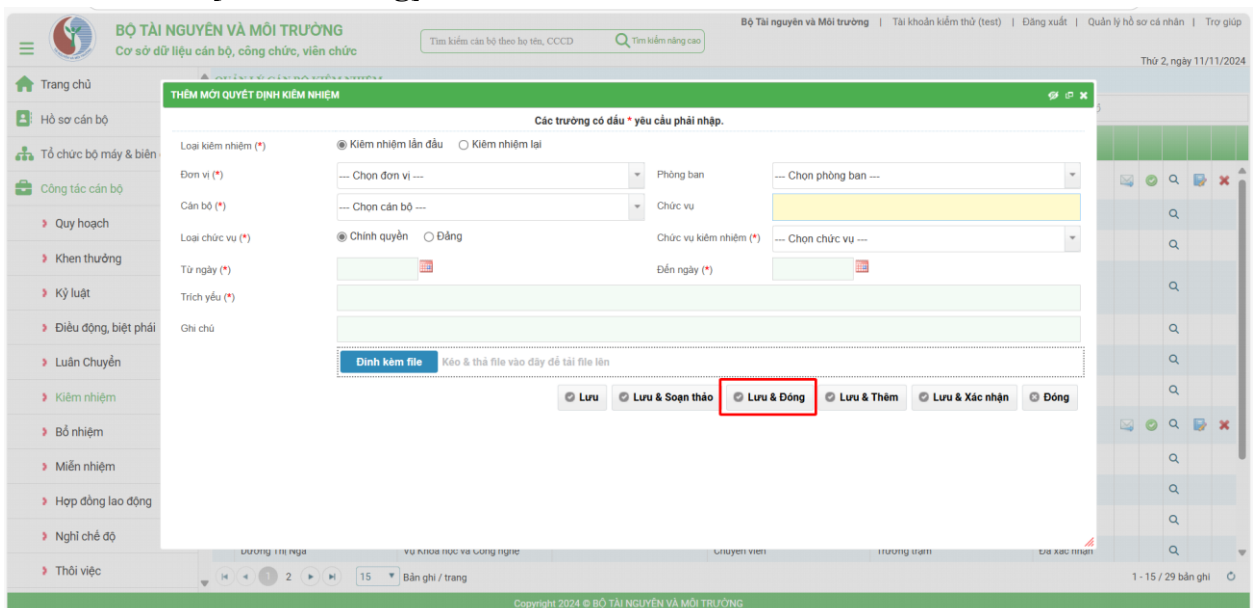 BỘ TÀI NGUYÊN VÀ MÔI TRƯỜNG
Cơ sở dữ liệu cán bộ, công chức, viên chức
Tìm kiếm cán bộ theo họ tên, CCCD
Tìm kiếm nâng cao
Bộ Tài nguyên và Môi trường | Tài khoản kiểm thử (test) | Đăng xuất | Quản lý hồ sơ cá nhân | Trợ giúp
Thứ 2, ngày 11/11/2024
Trang chủ
Hồ sơ cán bộ
Tổ chức bộ máy & biên
Công tác cán bộ
Quy hoạch
Khen thưởng
Kỷ luật
Điều động, biệt phái
Luân Chuyển
Kiêm nhiệm
Bổ nhiệm
Miễn nhiệm
Hợp đồng lao động
Nghỉ chế độ
Thôi việc
QUẢN LÝ CÁN BỘ KIÊM NHIỆM
THÊM MỚI QUYẾT ĐỊNH KIÊM NHIỆM
Các trường có dấu * yêu cầu phải nhập.
Loại kiêm nhiệm (*) Kiêm nhiệm lần đầu Kiêm nhiệm lại
Đơn vị (*) --- Chọn đơn vị --- Phòng ban --- Chọn phòng ban ---
Cán bộ (*) --- Chọn cán bộ --- Chức vụ
Loại chức vụ (*) Chính quyền Đảng Chức vụ kiêm nhiệm (*) --- Chọn chức vụ ---
Từ ngày (*) Đến ngày (*)
Trích yếu (*)
Ghi chú
Đính kèm file Kéo & thả file vào đây để tải file lên
Lưu Lưu & Soạn thảo Lưu & Đóng Lưu & Thêm Lưu & Xác nhận Đóng
Dương Thị Nga Vụ Khoa học và Công nghệ Chuyên viên Trưởng trạm Đã xác nhận
1 2 15 Bản ghi / trang 1 - 15 / 29 bản ghi
Copyright 2024 © BỘ TÀI NGUYÊN VÀ MÔI TRƯỜNG